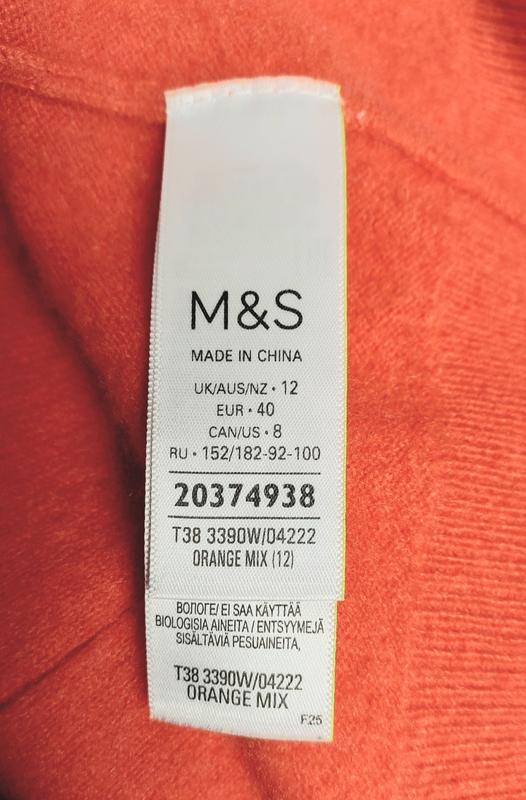 M&S
MADE IN CHINA
UK/AUS/NZ • 12
EUR • 40
CAN/US • 8
RU • 152/182-92-100
20374938
T38 3390W/04222
ORANGE MIX (12)
ВОЛОГЕ/ EI SAA KÄYTTÄÄ
BIOLOGISIA AINEITA / ENTSYYMEJÄ
SISÄLTÄVIÄ PESUAINEITA,
T38 3390W/04222
ORANGE MIX
F25